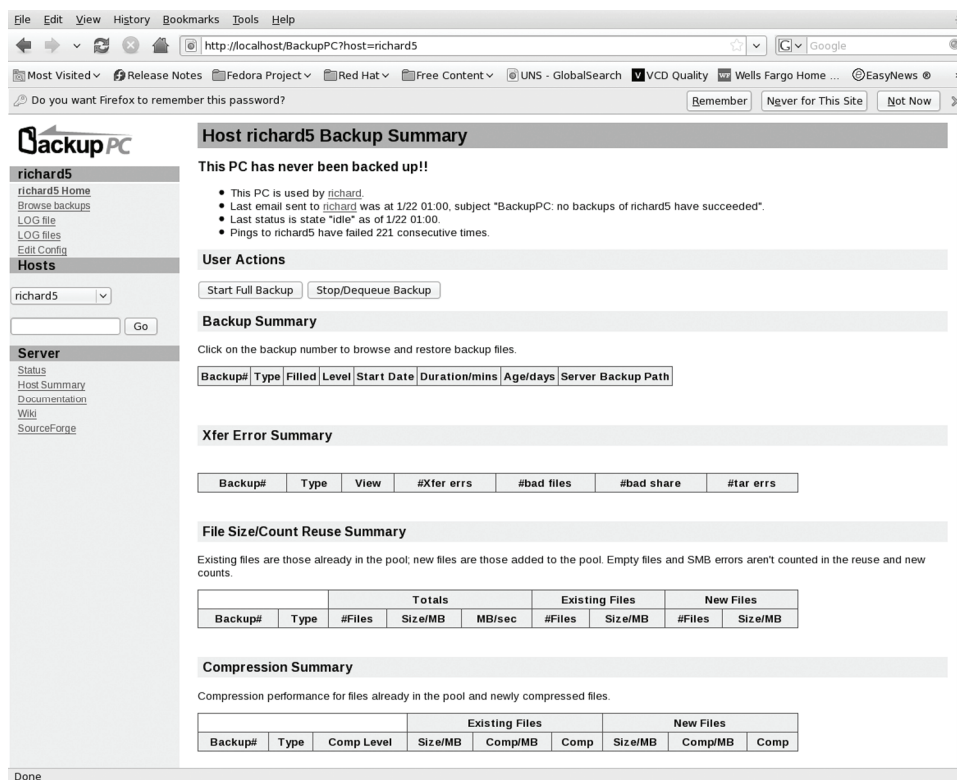 File Edit View History Bookmarks Tools Help
http://localhost/BackupPC?host=richard5
Google
Most Visited Release Notes Fedora Project Red Hat Free Content UNS - GlobalSearch VCD Quality Wells Fargo Home ... EasyNews ®
Do you want Firefox to remember this password? Remember Never for This Site Not Now
BackupPC
richard5
richard5 Home
Browse backups
LOG file
LOG files
Edit Config
Hosts
richard5
Go
Server
Status
Host Summary
Documentation
Wiki
SourceForge
Host richard5 Backup Summary
This PC has never been backed up!!
● This PC is used by richard.
● Last email sent to richard was at 1/22 01:00, subject "BackupPC: no backups of richard5 have succeeded".
● Last status is state "idle" as of 1/22 01:00.
● Pings to richard5 have failed 221 consecutive times.
User Actions
Start Full Backup Stop/Dequeue Backup
Backup Summary
Click on the backup number to browse and restore backup files.
Backup# Type Filled Level Start Date Duration/mins Age/days Server Backup Path
Xfer Error Summary
Backup# Type View #Xfer errs #bad files #bad share #tar errs
File Size/Count Reuse Summary
Existing files are those already in the pool; new files are those added to the pool. Empty files and SMB errors aren't counted in the reuse and new
counts.
Totals Existing Files New Files
Backup# Type #Files Size/MB MB/sec #Files Size/MB #Files Size/MB
Compression Summary
Compression performance for files already in the pool and newly compressed files.
Existing Files New Files
Backup# Type Comp Level Size/MB Comp/MB Comp Size/MB Comp/MB Comp
Done